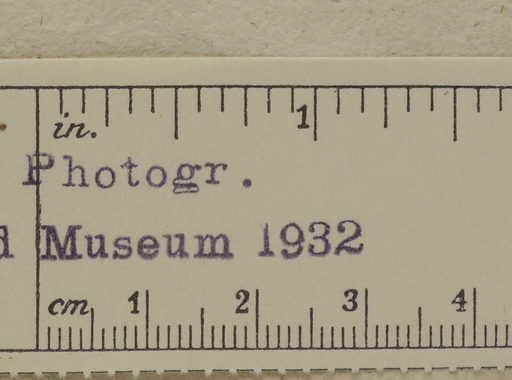 in. 1
Photogr.
Museum 1932
cm 1 2 3 4